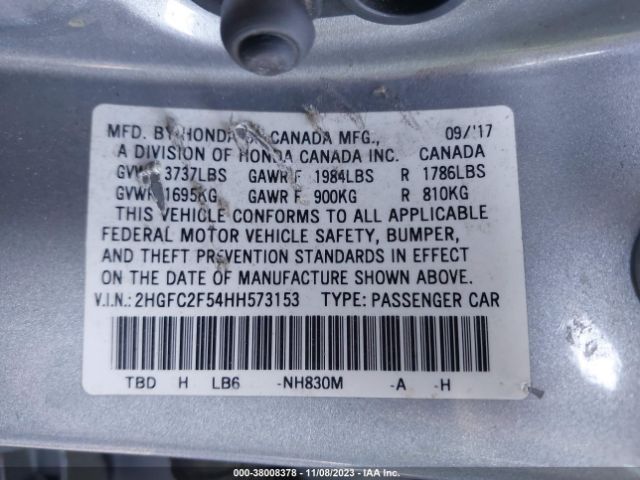 MFD. BY HONDA OF CANADA MFG., 09/'17
A DIVISION OF HONDA CANADA INC. CANADA
GVWR 3737LBS GAWR F 1984LBS R 1786LBS
GVWR 1695KG GAWR F 900KG R 810KG
THIS VEHICLE CONFORMS TO ALL APPLICABLE
FEDERAL MOTOR VEHICLE SAFETY, BUMPER,
AND THEFT PREVENTION STANDARDS IN EFFECT
ON THE DATE OF MANUFACTURE SHOWN ABOVE.
V.I.N.: 2HGFC2F54HH573153 TYPE: PASSENGER CAR
TBD H LB6 -NH830M -A -H
000-38008378 - 11/08/2023 - IAA Inc.